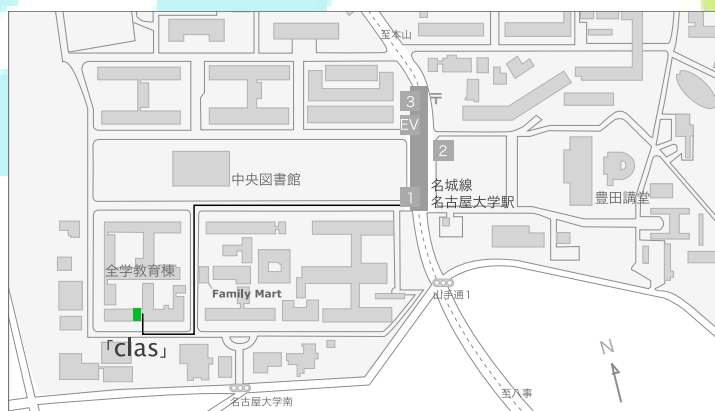 至本山
3
〒
EV
2
中央図書館
1
名城線
名古屋大学駅
豊田講堂
全学教育棟
Family Mart
山手通1
「clas」
N
至八事
名古屋大学南